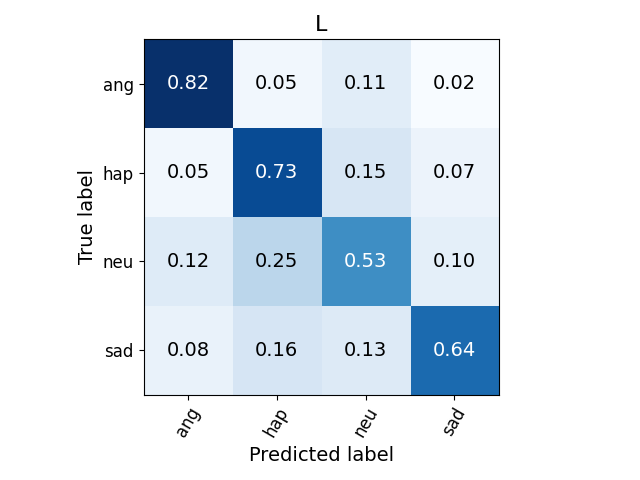 L
True label
ang 0.82 0.05 0.11 0.02
hap 0.05 0.73 0.15 0.07
neu 0.12 0.25 0.53 0.10
sad 0.08 0.16 0.13 0.64
ang hap neu sad
Predicted label